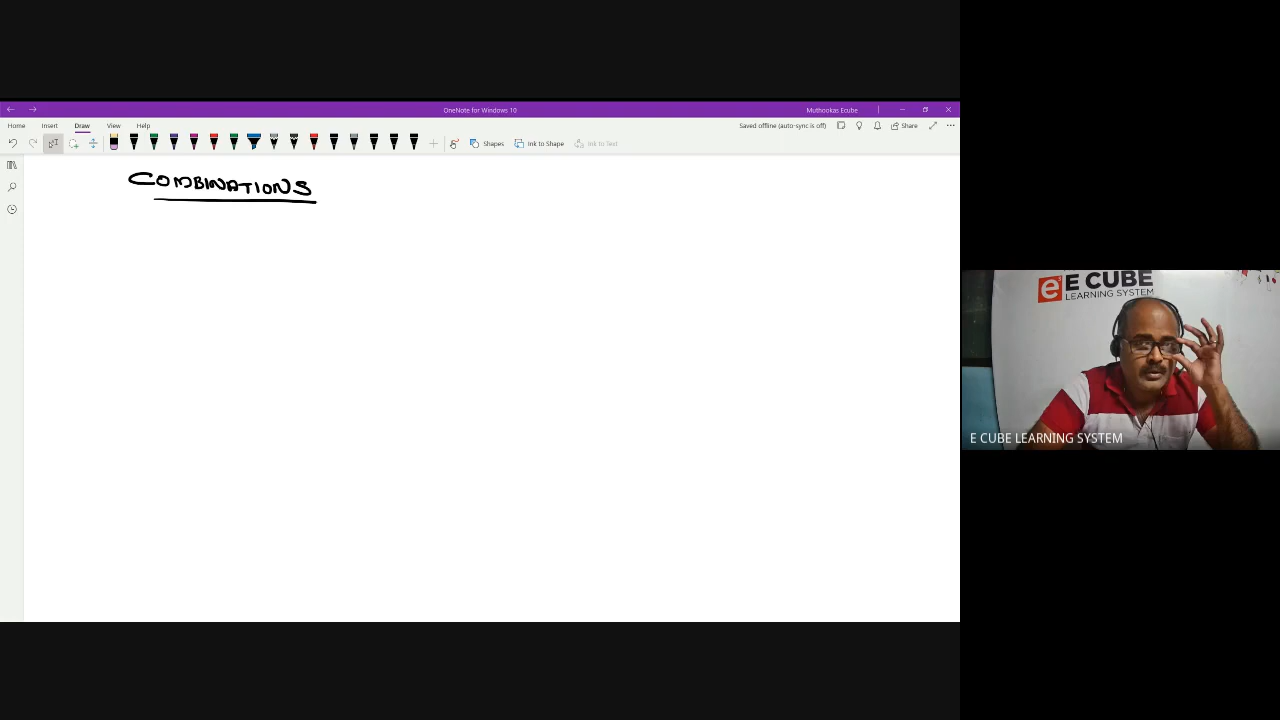 OneNote for Windows 10
Muthookas Ecube
Home Insert Draw View Help
Saved offline (auto-sync is off)
Share
Shapes
Ink to Shape
Ink to Text
COMBINATIONS
e E CUBE
LEARNING SYSTEM
E CUBE LEARNING SYSTEM